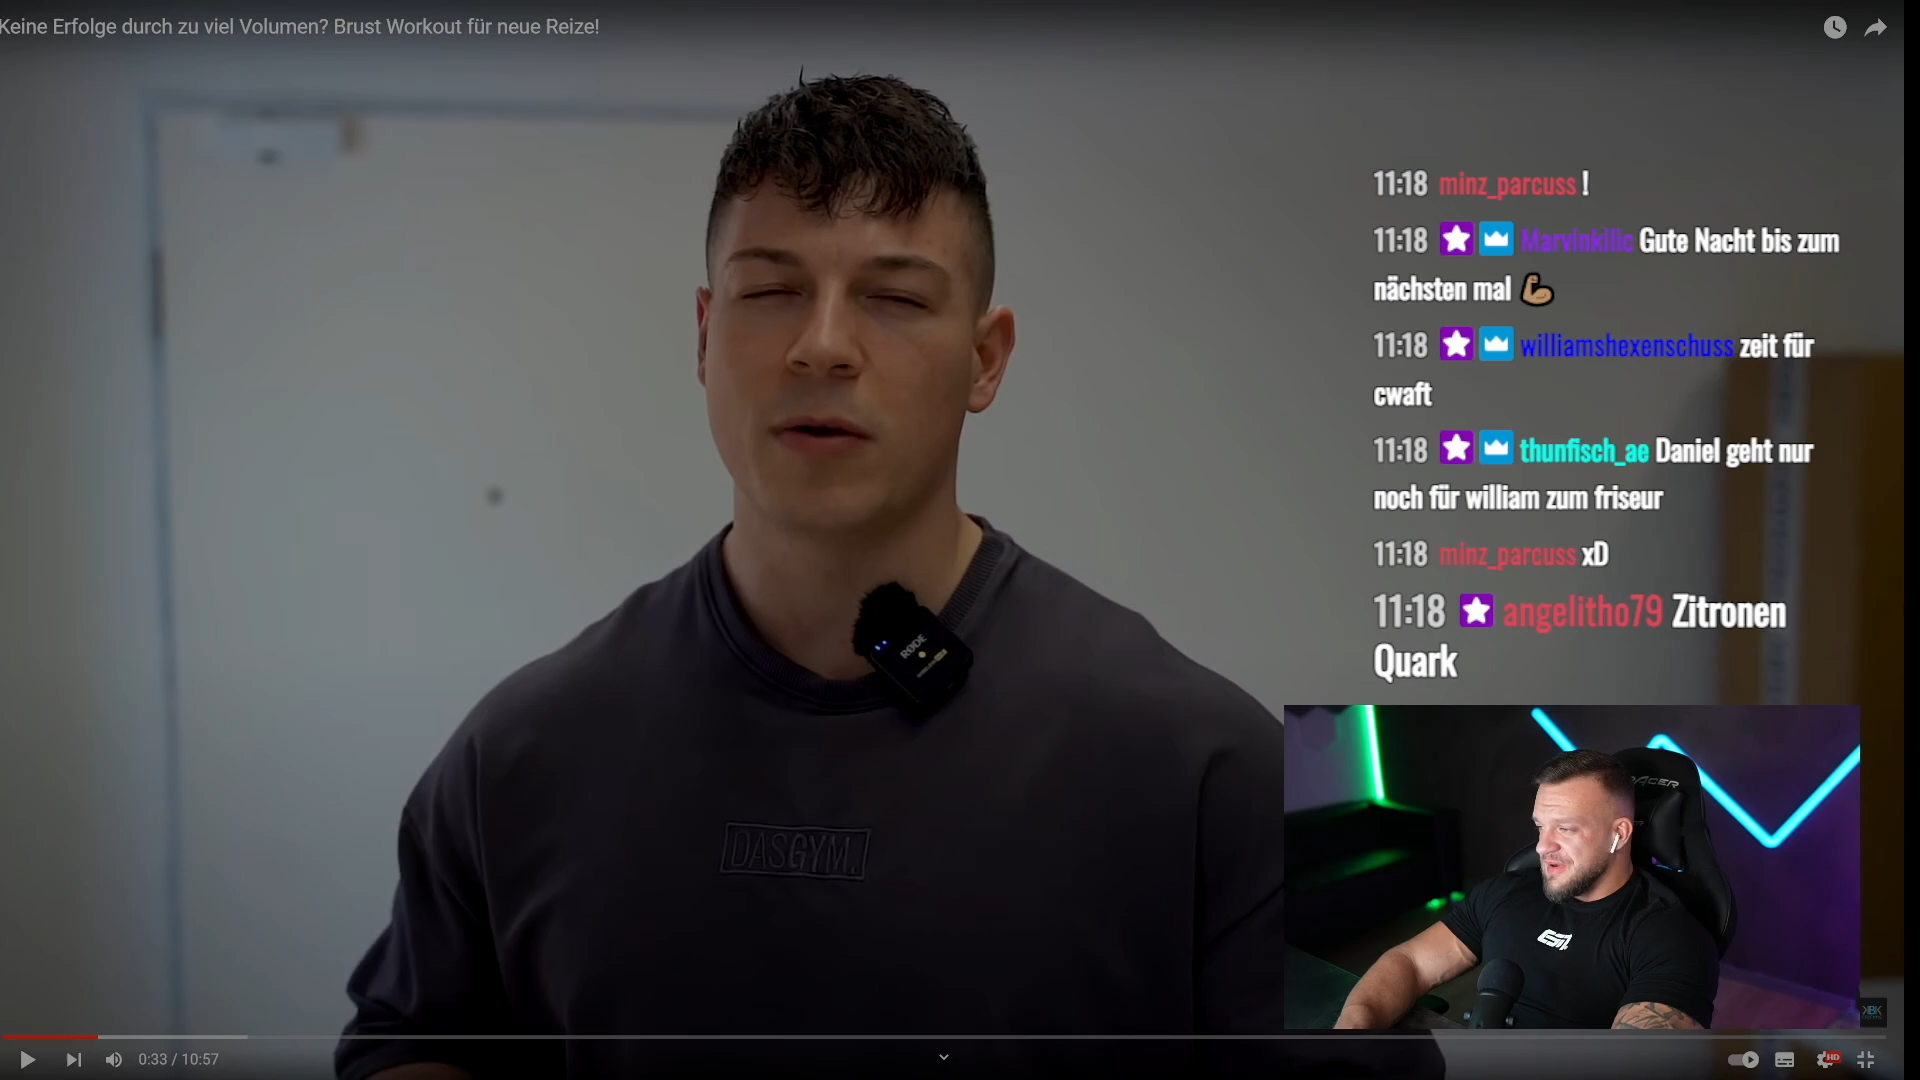 Keine Erfolge durch zu viel Volumen? Brust Workout für neue Reize!
11:18 minz_parcuss !
11:18 Marvinkilic Gute Nacht bis zum
nächsten mal
11:18 williamshexenschuss zeit für
cwaft
11:18 thunfisch_ae Daniel geht nur
noch für william zum friseur
11:18 minz_parcuss xD
11:18 angelitho79 Zitronen
Quark
RØDE
DASGYM.
KBK
0:33 / 10:57
HD